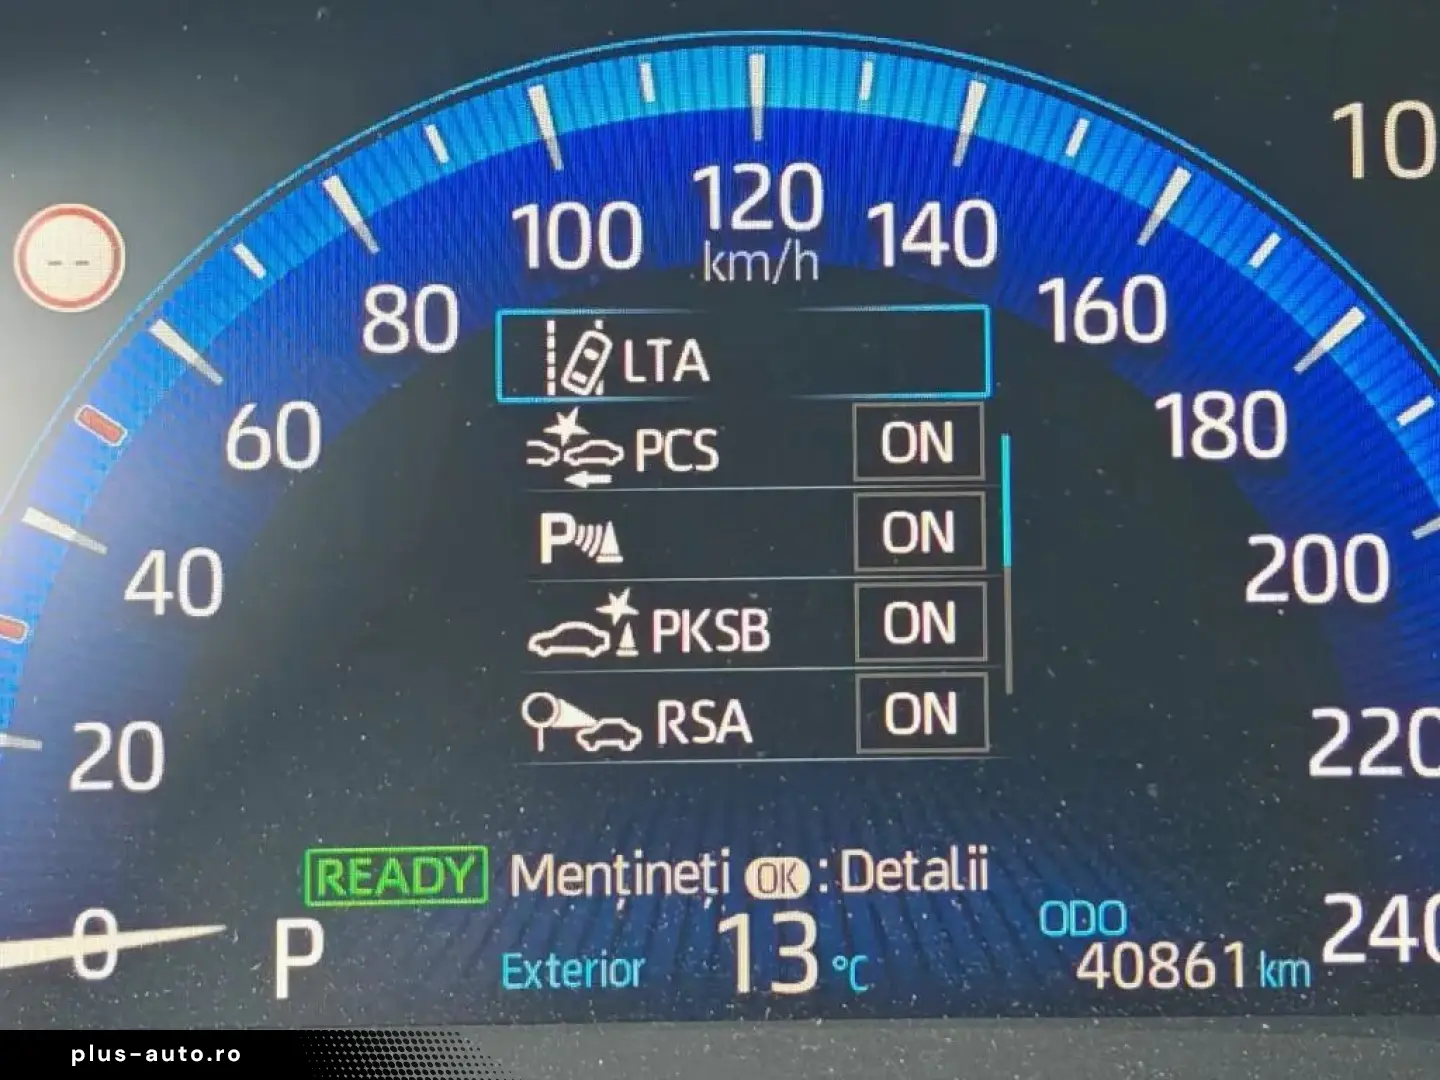 10
120
100
140
km/h
80
160
LTA
60
180
PCS ON
P ON
40
200
PKSB ON
RSA ON
20
220
READY Mențineți OK : Detalii
0
P
Exterior 13 °C
ODO
40861 km
240
plus-auto.ro